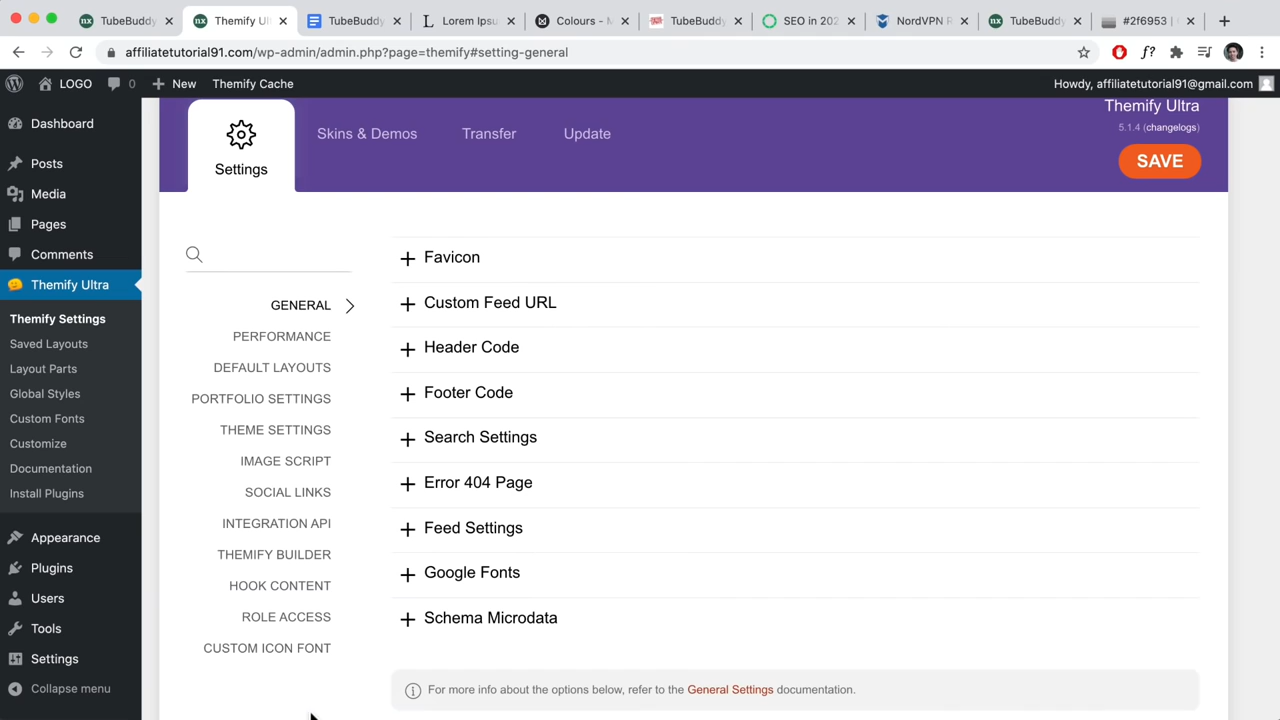 nx TubeBuddy
nx Themify Ul
TubeBuddy
L Lorem Ipsu
Colours - M
TubeBuddy
SEO in 202
NordVPN R
nx TubeBuddy
#2f6953 |
affiliatetutorial91.com/wp-admin/admin.php?page=themify#setting-general
f?
LOGO
0
New
Themify Cache
Howdy, affiliatetutorial91@gmail.com
Dashboard
Posts
Media
Pages
Comments
Themify Ultra
Themify Settings
Saved Layouts
Layout Parts
Global Styles
Custom Fonts
Customize
Documentation
Install Plugins
Appearance
Plugins
Users
Tools
Settings
Collapse menu
Settings
Skins & Demos
Transfer
Update
Themify Ultra
5.1.4 (changelogs)
SAVE
GENERAL
PERFORMANCE
DEFAULT LAYOUTS
PORTFOLIO SETTINGS
THEME SETTINGS
IMAGE SCRIPT
SOCIAL LINKS
INTEGRATION API
THEMIFY BUILDER
HOOK CONTENT
ROLE ACCESS
CUSTOM ICON FONT
Favicon
Custom Feed URL
Header Code
Footer Code
Search Settings
Error 404 Page
Feed Settings
Google Fonts
Schema Microdata
For more info about the options below, refer to the General Settings documentation.